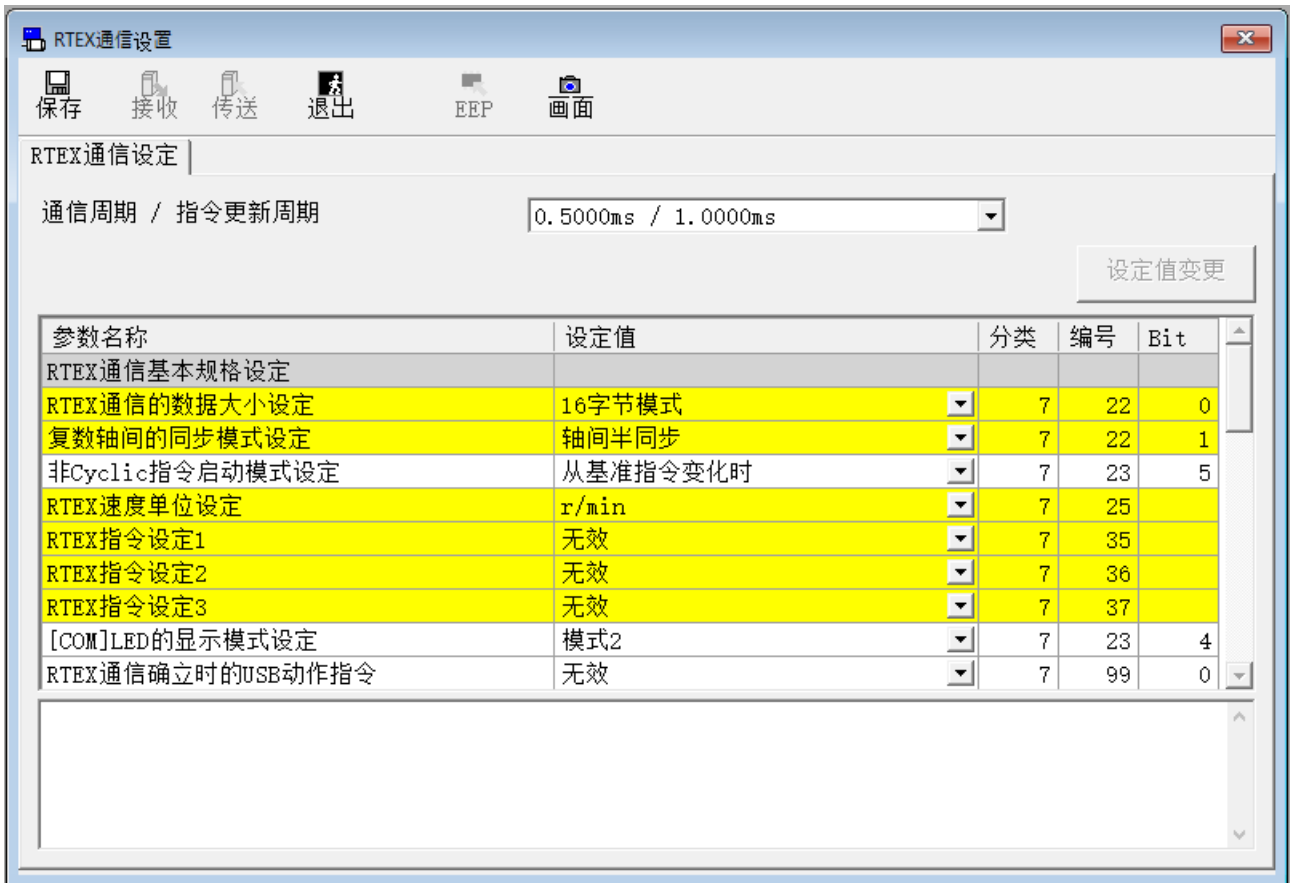 RTEX通信设置
保存 接收 传送 退出 EEP 画面
RTEX通信设定
通信周期 / 指令更新周期 0.5000ms / 1.0000ms
设定值变更
参数名称 设定值 分类 编号 Bit
RTEX通信基本规格设定
RTEX通信的数据大小设定 16字节模式 7 22 0
复数轴间的同步模式设定 轴间半同步 7 22 1
非Cyclic指令启动模式设定 从基准指令变化时 7 23 5
RTEX速度单位设定 r/min 7 25
RTEX指令设定1 无效 7 35
RTEX指令设定2 无效 7 36
RTEX指令设定3 无效 7 37
[COM]LED的显示模式设定 模式2 7 23 4
RTEX通信确立时的USB动作指令 无效 7 99 0